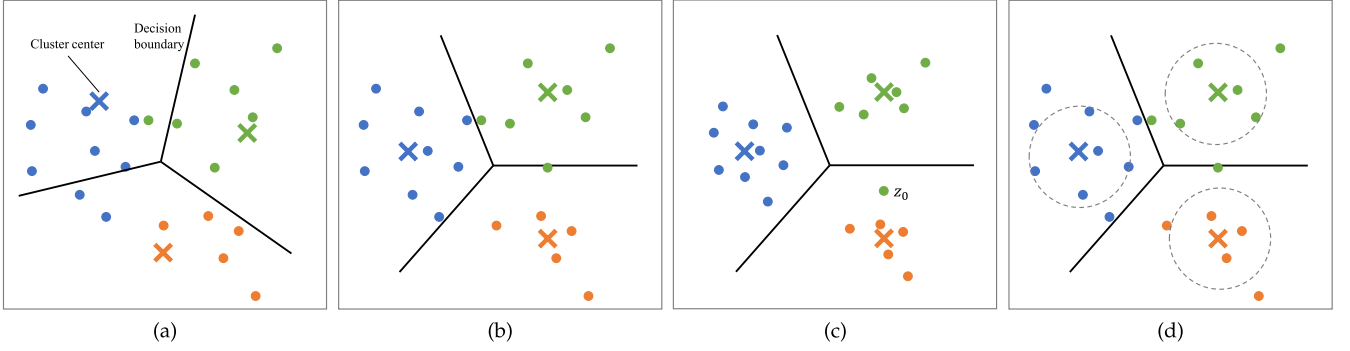 Cluster center
Decision
boundary
z₀
(a)
(b)
(c)
(d)